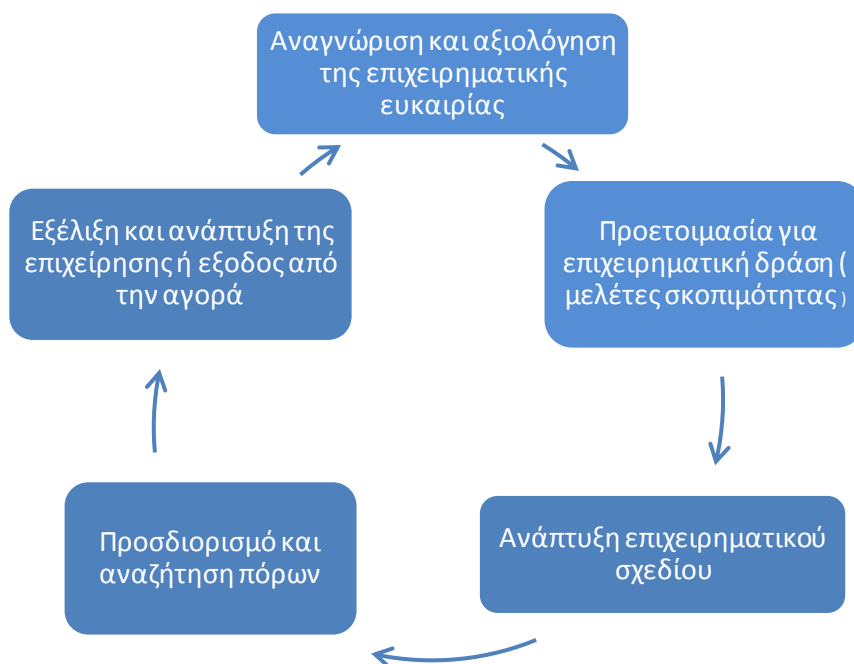 Αναγνώριση και αξιολόγηση
της επιχειρηματικής
ευκαιρίας
Προετοιμασία για
επιχειρηματική δράση (
μελέτες σκοπιμότητας )
Ανάπτυξη επιχειρηματικού
σχεδίου
Προσδιορισμό και
αναζήτηση πόρων
Εξέλιξη και ανάπτυξη της
επιχείρησης ή εξοδος από
την αγορά